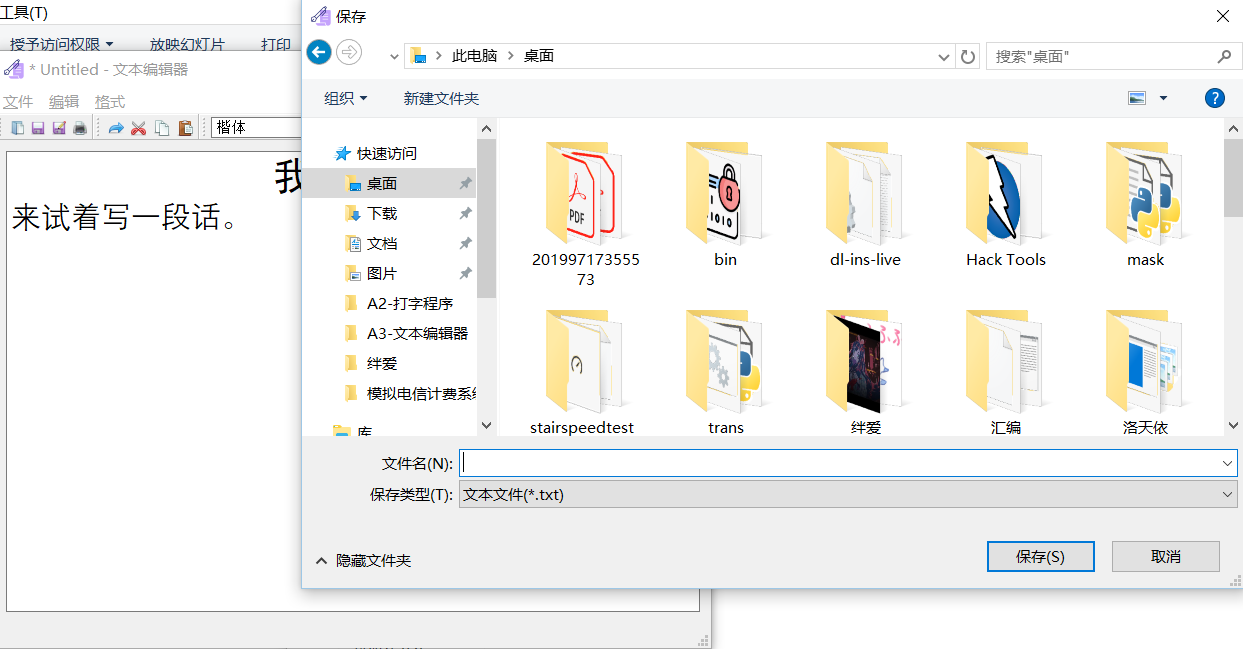 工具(T)
授予访问权限 放映幻灯片 打印
* Untitled - 文本编辑器
文件 编辑 格式
楷体
我
来试着写一段话。
保存
此电脑 桌面
搜索"桌面"
组织 新建文件夹
快速访问
桌面
下载
文档
图片
A2-打字程序
A3-文本编辑器
绊爱
模拟电信计费系统
库
PDF
201997173555
73
bin
dl-ins-live
Hack Tools
mask
stairspeedtest
trans
绊爱
汇编
洛天依
文件名(N):
保存类型(T): 文本文件(*.txt)
隐藏文件夹
保存(S) 取消